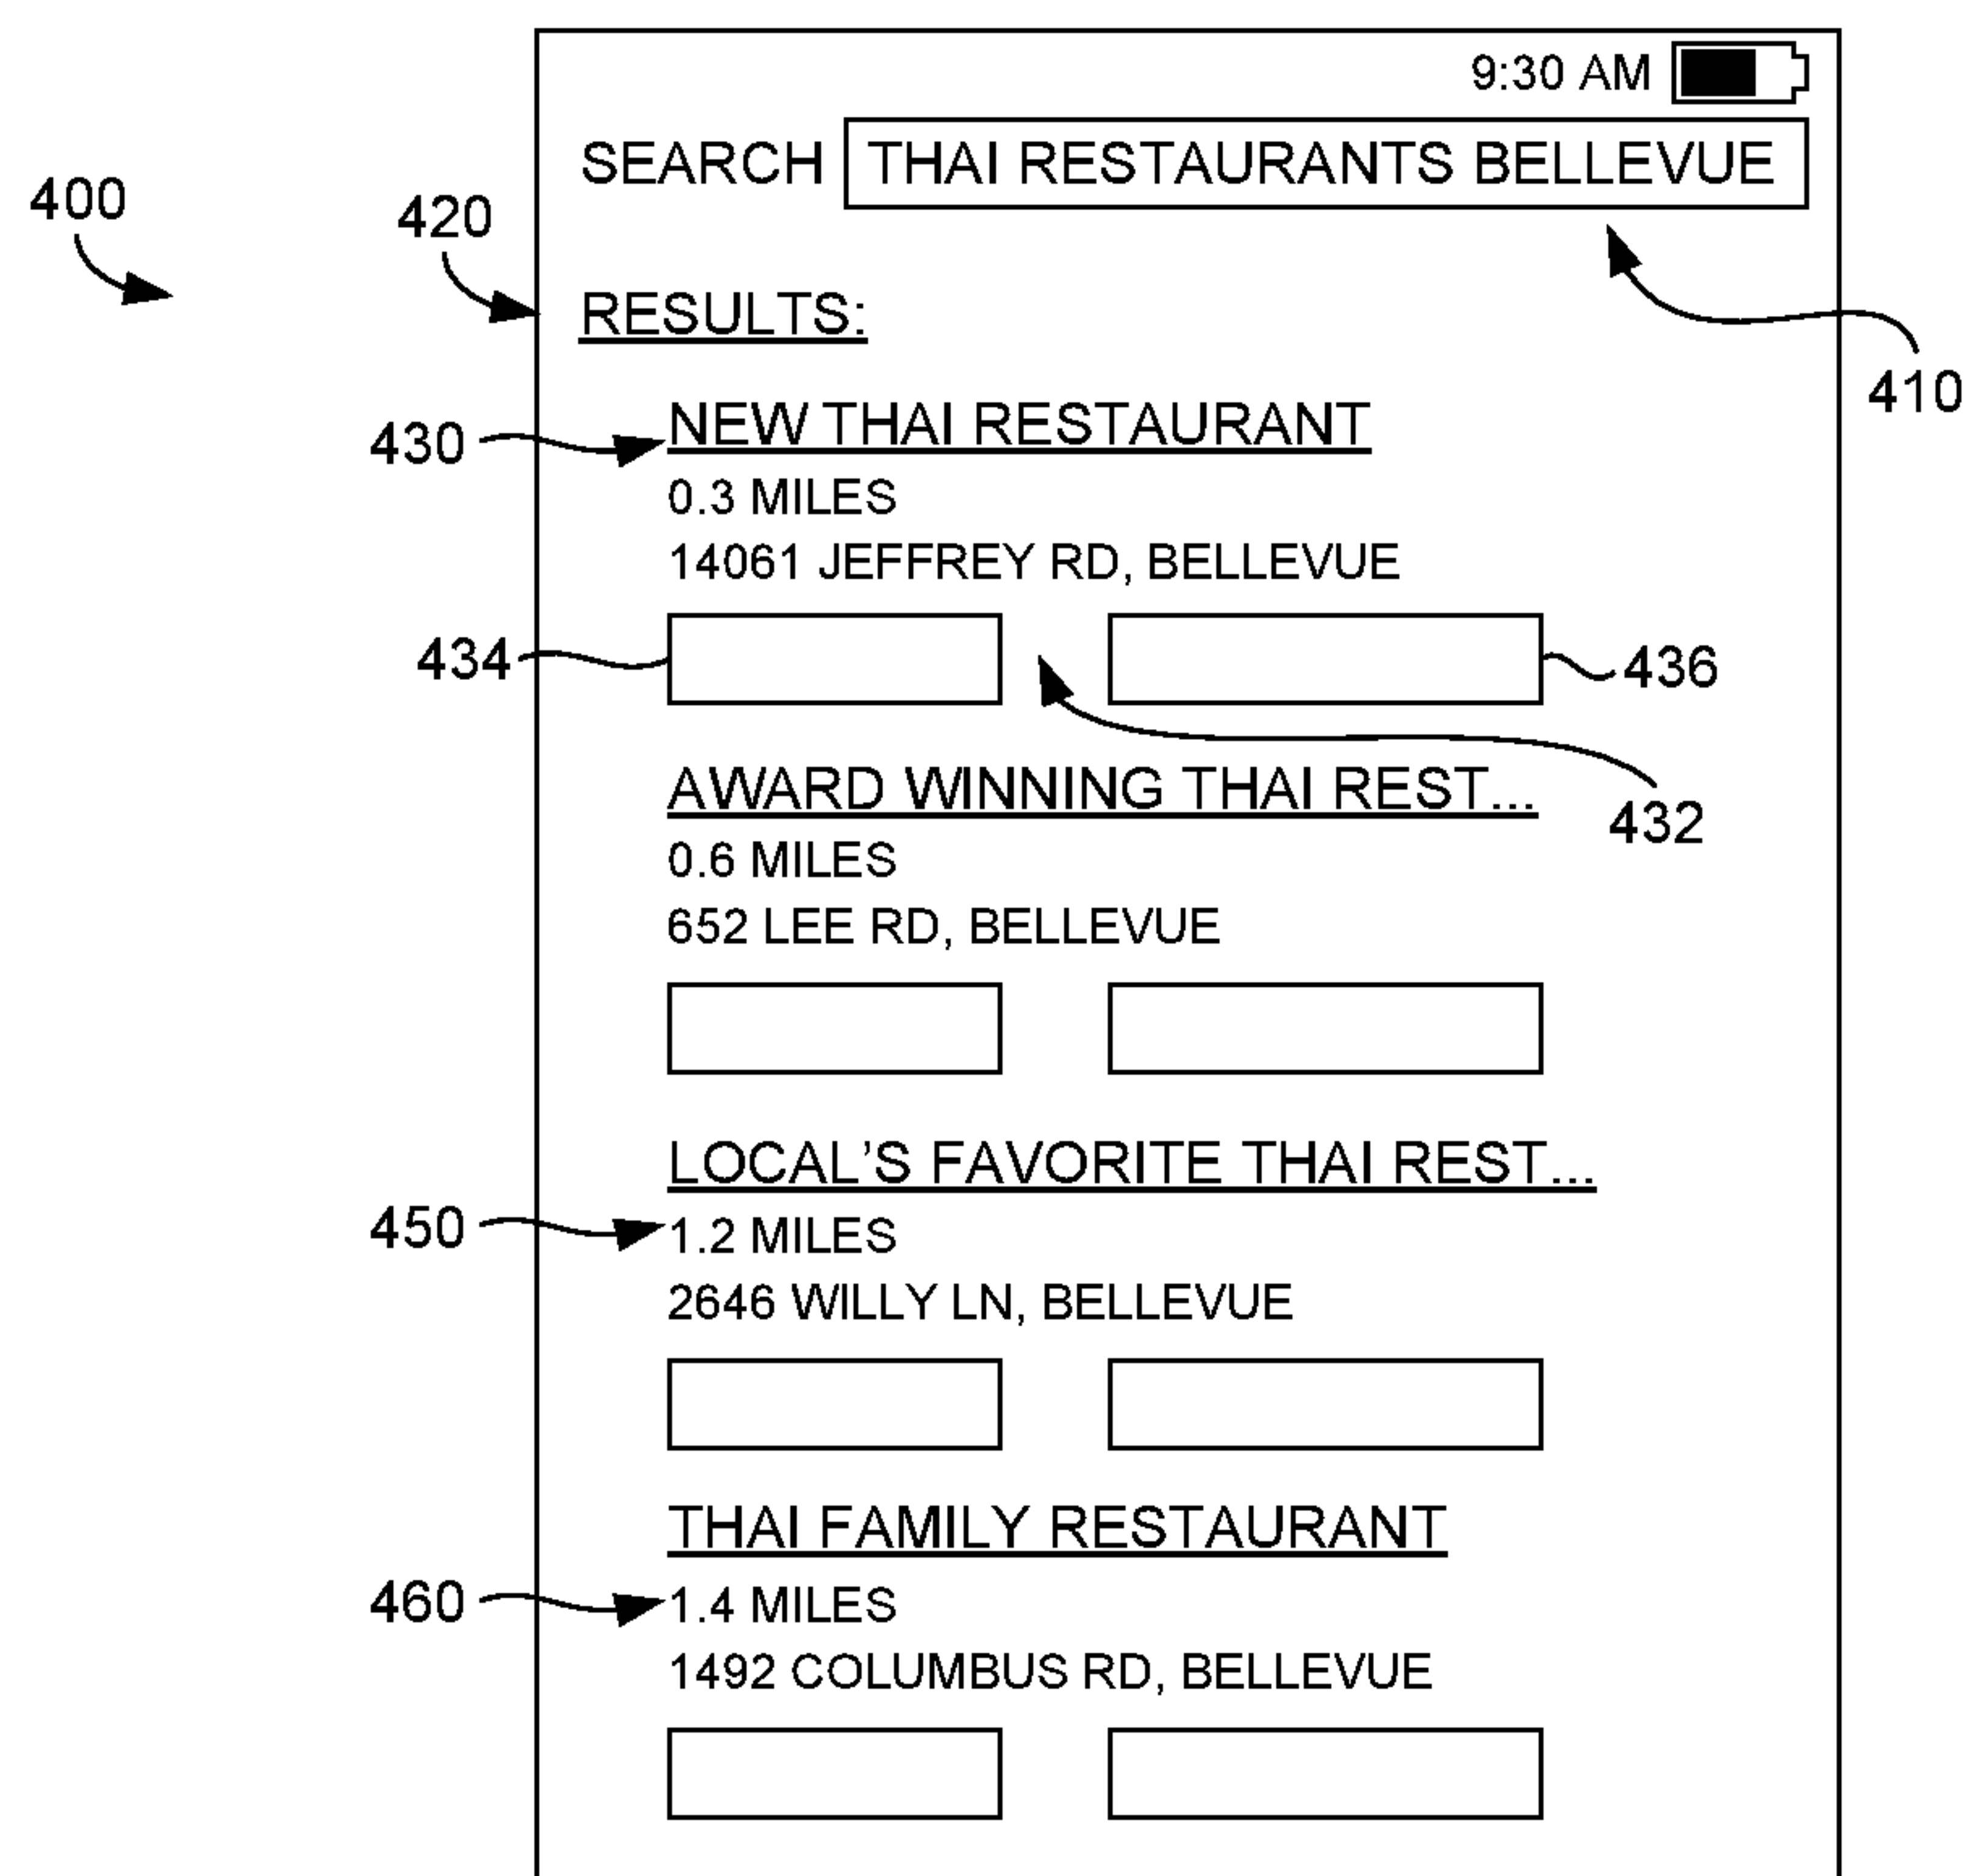 9:30 AM
SEARCH THAI RESTAURANTS BELLEVUE
400
420
RESULTS:
410
430 NEW THAI RESTAURANT
0.3 MILES
14061 JEFFREY RD, BELLEVUE
434
436
AWARD WINNING THAI REST...
432
0.6 MILES
652 LEE RD, BELLEVUE
LOCAL'S FAVORITE THAI REST...
450 1.2 MILES
2646 WILLY LN, BELLEVUE
THAI FAMILY RESTAURANT
460 1.4 MILES
1492 COLUMBUS RD, BELLEVUE